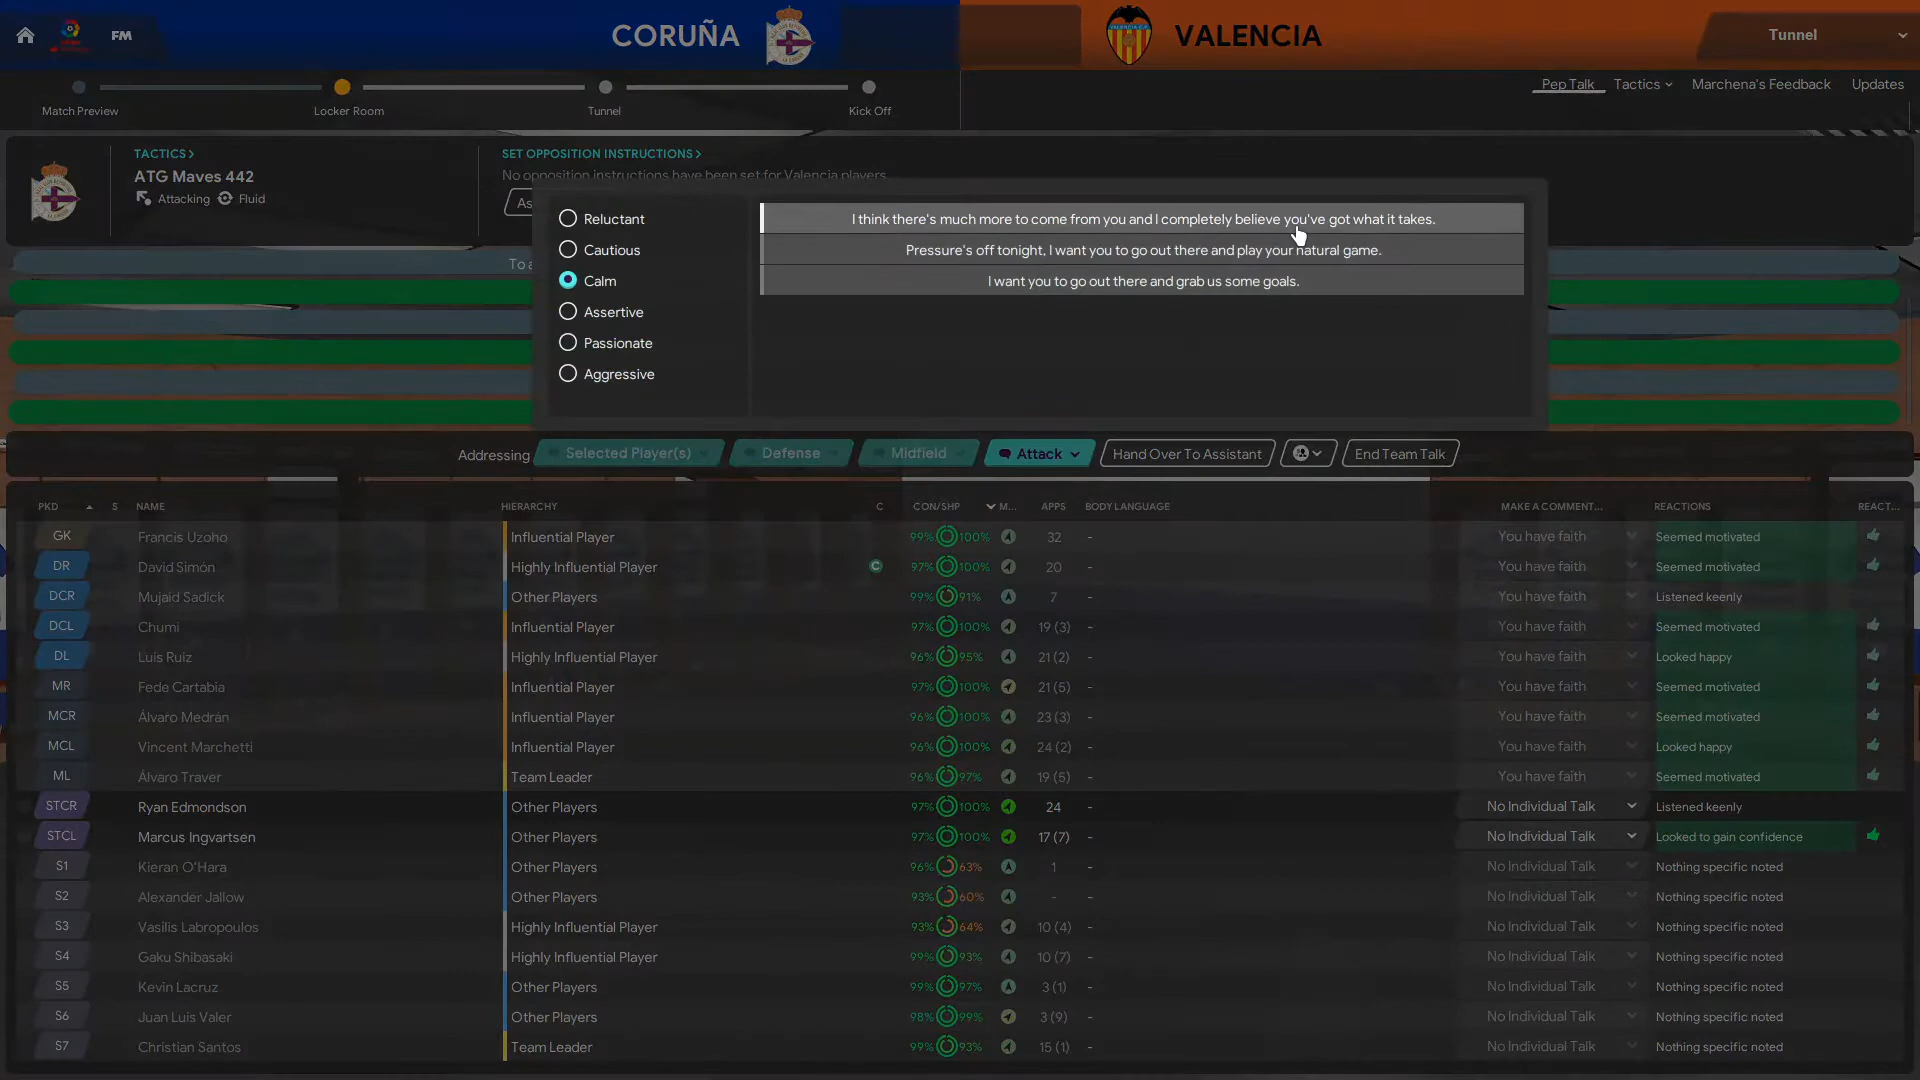 FM
CORUÑA
VALENCIA
Tunnel
Match Preview
Locker Room
Tunnel
Kick Off
Pep Talk
Tactics
Marchena's Feedback
Updates
TACTICS
ATG Maves 442
Attacking
Fluid
SET OPPOSITION INSTRUCTIONS
No opposition instructions have been set for Valencia players
As
To a
Reluctant
Cautious
Calm
Assertive
Passionate
Aggressive
I think there's much more to come from you and I completely believe you've got what it takes.
Pressure's off tonight, I want you to go out there and play your natural game.
I want you to go out there and grab us some goals.
Addressing
Selected Player(s)
Defense
Midfield
Attack
Hand Over To Assistant
End Team Talk
PKD S NAME HIERARCHY C CON/SHP M... APPS BODY LANGUAGE MAKE A COMMENT... REACTIONS REACT...
GK Francis Uzoho Influential Player 99% 100% 32 - You have faith Seemed motivated
DR David Simón Highly Influential Player C 97% 100% 20 - You have faith Seemed motivated
DCR Mujaid Sadick Other Players 99% 91% 7 - You have faith Listened keenly
DCL Chumi Influential Player 97% 100% 19 (3) - You have faith Seemed motivated
DL Luis Ruiz Highly Influential Player 96% 95% 21 (2) - You have faith Looked happy
MR Fede Cartabia Influential Player 97% 100% 21 (5) - You have faith Seemed motivated
MCR Álvaro Medrán Influential Player 96% 100% 23 (3) - You have faith Seemed motivated
MCL Vincent Marchetti Influential Player 96% 100% 24 (2) - You have faith Looked happy
ML Álvaro Traver Team Leader 96% 97% 19 (5) - You have faith Seemed motivated
STCR Ryan Edmondson Other Players 97% 100% 24 - No Individual Talk Listened keenly
STCL Marcus Ingvartsen Other Players 97% 100% 17 (7) - No Individual Talk Looked to gain confidence
S1 Kieran O'Hara Other Players 96% 63% 1 - No Individual Talk Nothing specific noted
S2 Alexander Jallow Other Players 93% 60% - - No Individual Talk Nothing specific noted
S3 Vasilis Labropoulos Highly Influential Player 93% 64% 10 (4) - No Individual Talk Nothing specific noted
S4 Gaku Shibasaki Highly Influential Player 99% 93% 10 (7) - No Individual Talk Nothing specific noted
S5 Kevin Lacruz Other Players 99% 97% 3 (1) - No Individual Talk Nothing specific noted
S6 Juan Luis Valer Other Players 98% 99% 3 (9) - No Individual Talk Nothing specific noted
S7 Christian Santos Team Leader 99% 93% 15 (1) - No Individual Talk Nothing specific noted